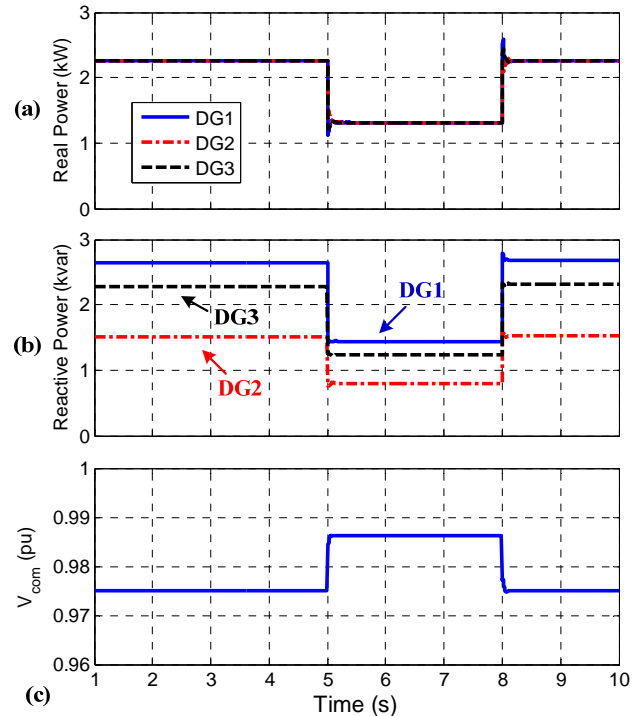 (a)
Real Power (kW)
3
2
1
0
DG1
DG2
DG3
(b)
Reactive Power (kvar)
3
2
1
0
DG1
DG3
DG2
(c)
V_com (pu)
1
0.99
0.98
0.97
0.96
1 2 3 4 5 6 7 8 9 10
Time (s)